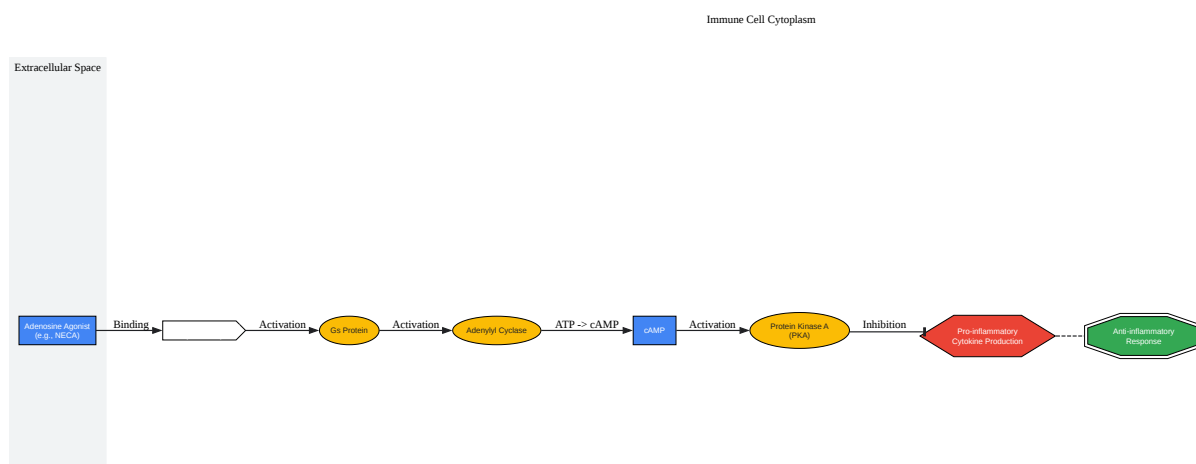 Immune Cell Cytoplasm
Extracellular Space
Adenosine Agonist
(e.g., NECA)
Binding
Activation
Gs Protein
Activation
Adenylyl Cyclase
ATP -> cAMP
cAMP
Activation
Protein Kinase A
(PKA)
Inhibition
Pro-inflammatory
Cytokine Production
Anti-inflammatory
Response